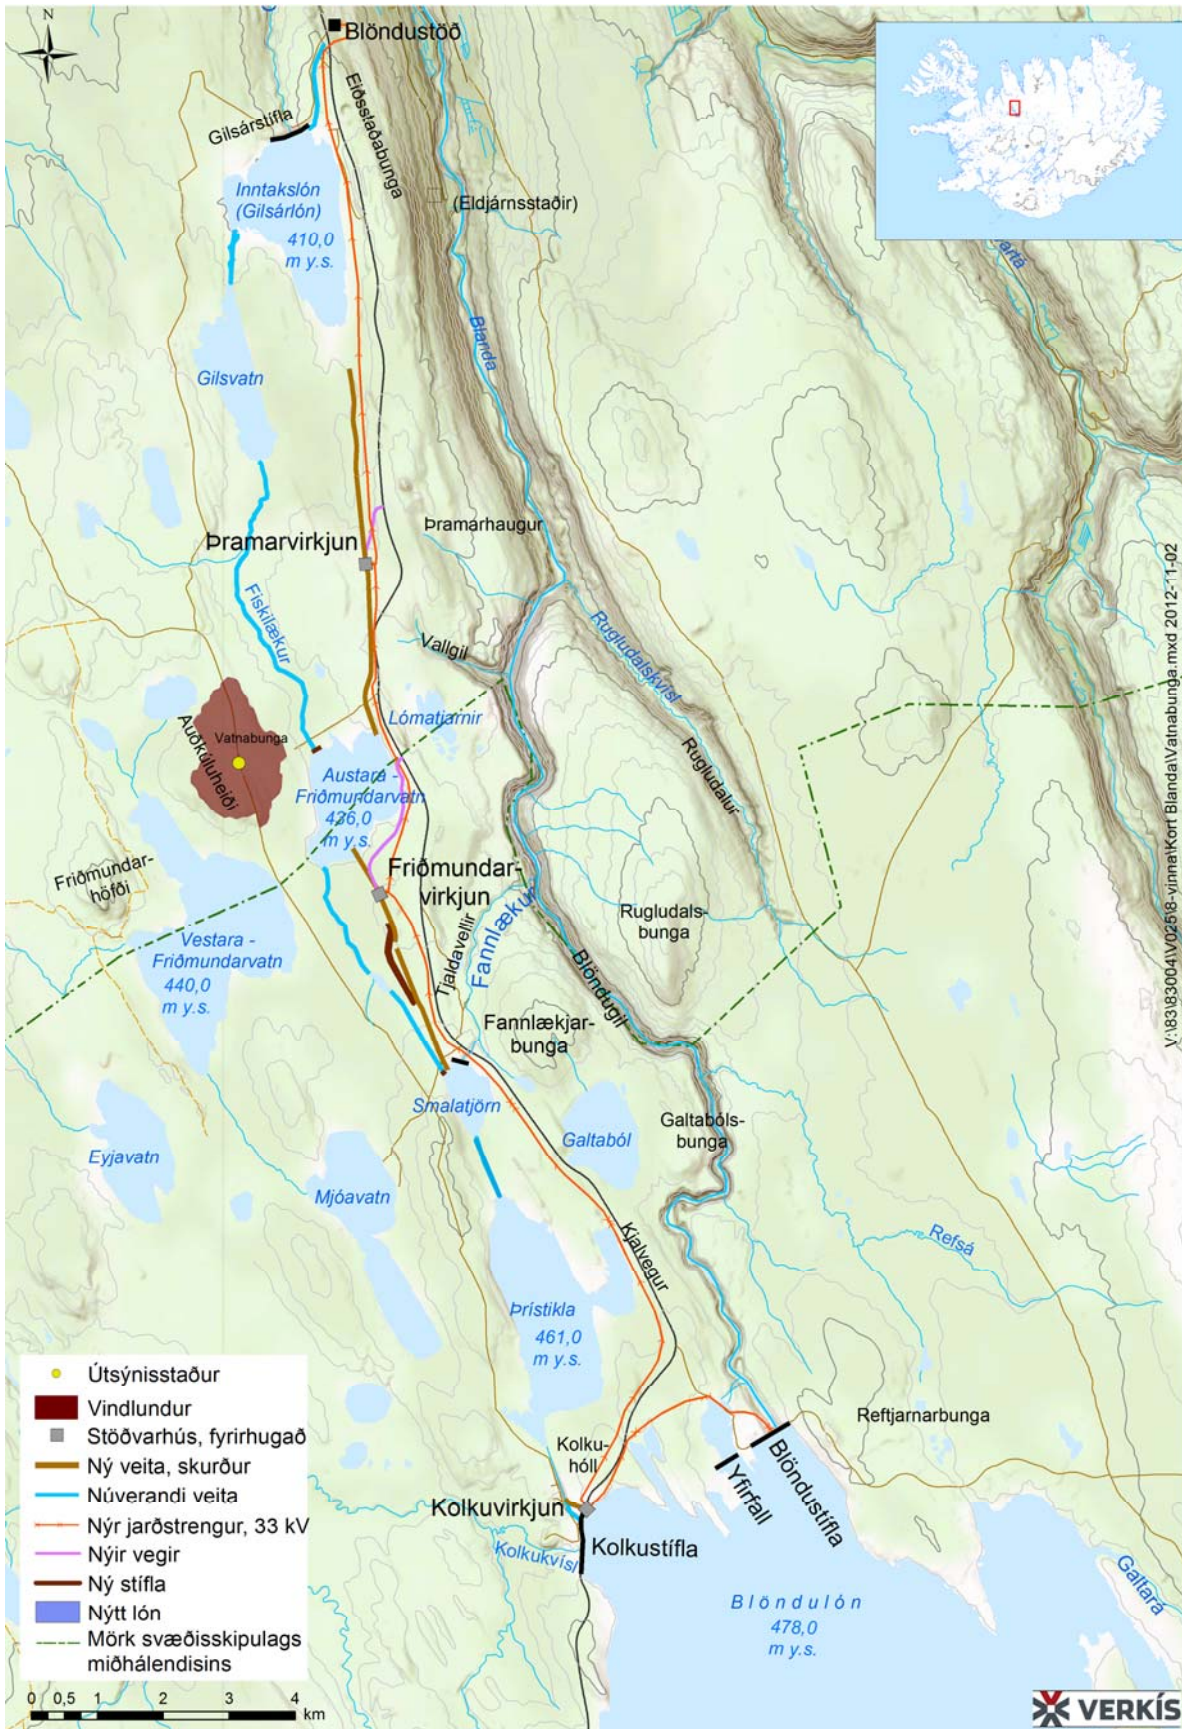 N
Blöndustöð
Eiðsstaðabunga
Gilsárstífla
Inntakslón
(Gilsárlón)
410,0
m y.s.
(Eldjárnsstaðir)
Blanda
Gilsvatn
Þramarhaugur
Þramarvirkjun
Fiskilækur
Vallgil
Rugludalskvísl
Rugludalur
Lómatjarnir
Vatnabunga
Auðkúluheiði
Austara -
Friðmundarvatn
436,0
m y.s.
Friðmundar-
höfði
Friðmundar-
virkjun
Vestara -
Friðmundarvatn
440,0
m y.s.
Tjaldavellir
Fannlækur
Rugludals-
bunga
Blöndugil
Fannlækjar-
bunga
Smalatjörn
Galtaból
Galtabóls-
bunga
Eyjavatn
Mjóavatn
Refsá
Kjalvegur
Þrístikla
461,0
m y.s.
Kolku-
hóll
Reftjarnarbunga
Yfirfall
Blöndustífla
Kolkuvirkjun
Kolkustífla
Kolkukvísl
Blöndulón
478,0
m y.s.
Galtará
Útsýnisstaður
Vindlundur
Stöðvarhús, fyrirhugað
Ný veita, skurður
Núverandi veita
Nýr jarðstrengur, 33 kV
Nýir vegir
Ný stífla
Nýtt lón
Mörk svæðisskipulags
miðhálendisins
0 0,5 1 2 3 4
km
V:\83\83004\V025\8-vinna\Kort Blanda\Vatnabunga.mxd 2012-11-02
VERKÍS